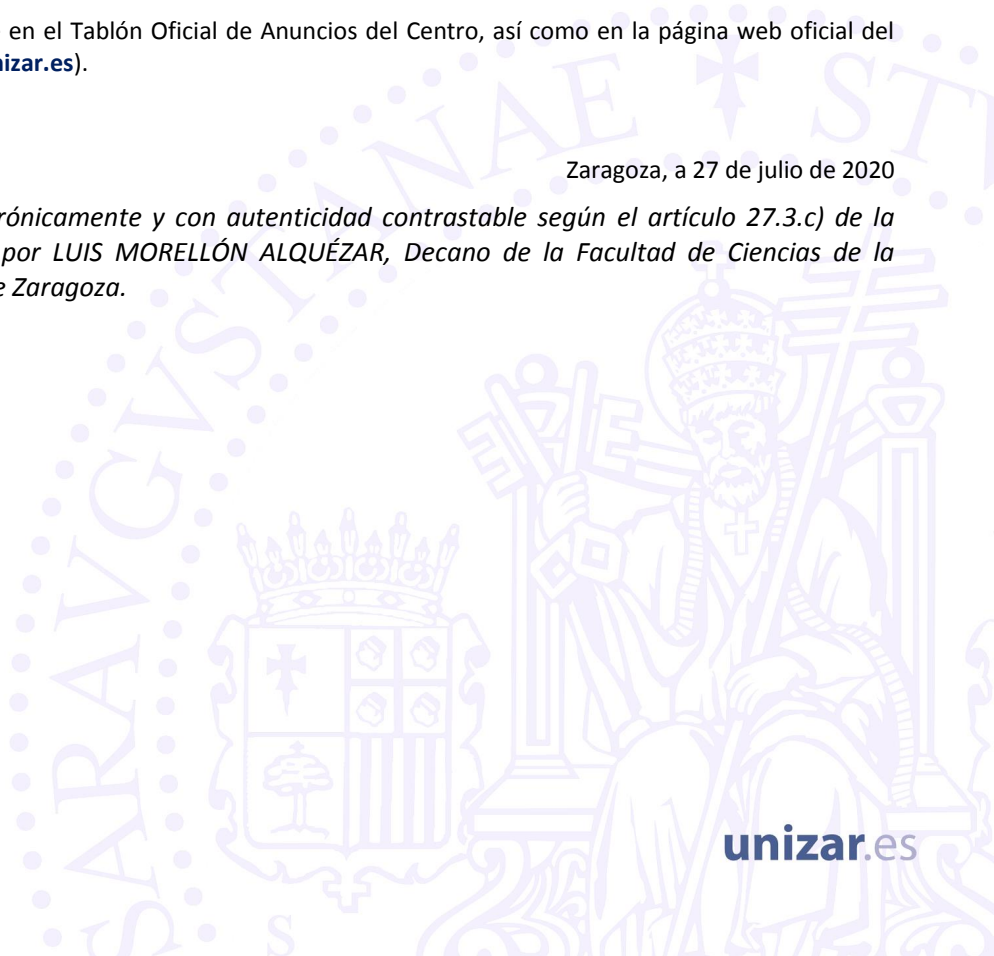 en el Tablón Oficial de Anuncios del Centro, así como en la página web oficial del
nizar.es).
Zaragoza, a 27 de julio de 2020
rónicamente y con autenticidad contrastable según el artículo 27.3.c) de la
por LUIS MORELLÓN ALQUÉZAR, Decano de la Facultad de Ciencias de la
e Zaragoza.
SARAVGVSTANAE ✝ STV
S
unizar.es